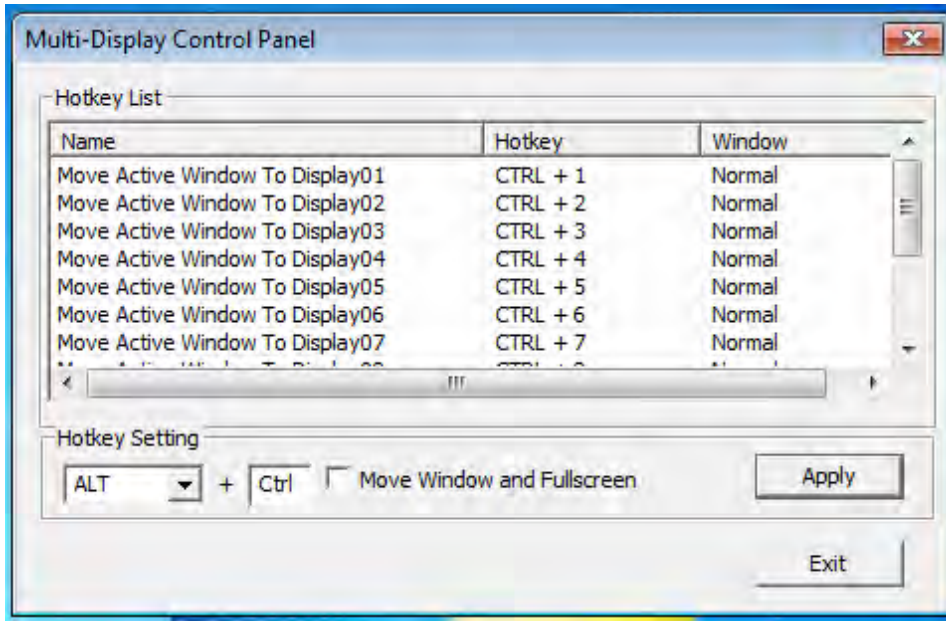 Multi-Display Control Panel
Hotkey List
Name Hotkey Window
Move Active Window To Display01 CTRL + 1 Normal
Move Active Window To Display02 CTRL + 2 Normal
Move Active Window To Display03 CTRL + 3 Normal
Move Active Window To Display04 CTRL + 4 Normal
Move Active Window To Display05 CTRL + 5 Normal
Move Active Window To Display06 CTRL + 6 Normal
Move Active Window To Display07 CTRL + 7 Normal
Hotkey Setting
ALT + Ctrl Move Window and Fullscreen Apply
Exit